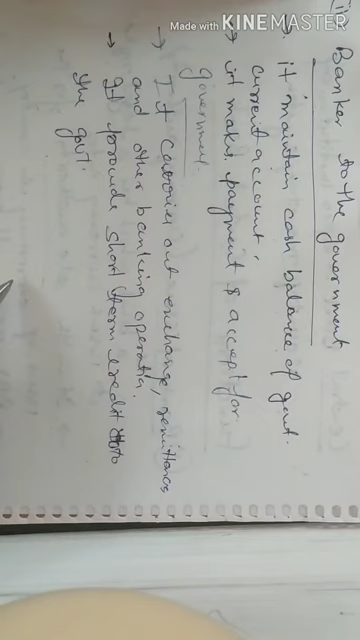 Made with KINEMASTER
Banker to the government
it maintain cash balance of govt.
current account,
→ it makes payment & accept for
government.
→ It carries out exchange, remittances
and other banking operatn.
→ It provide short term credit to
the govt.